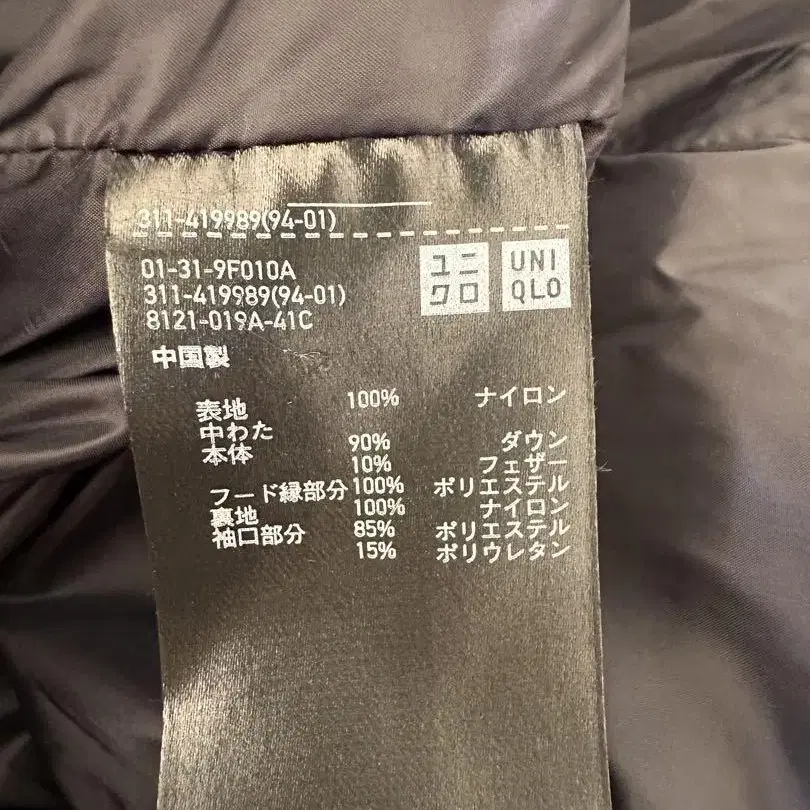 311-419989(94-01)
01-31-9F010A
311-419989(94-01)
8121-019A-41C
ユニ
クロ
UNI
QLO
中国製
表地 100% ナイロン
中わた
本体 90% ダウン
10% フェザー
フード縁部分 100% ポリエステル
裏地 100% ナイロン
袖口部分 85% ポリエステル
15% ポリウレタン